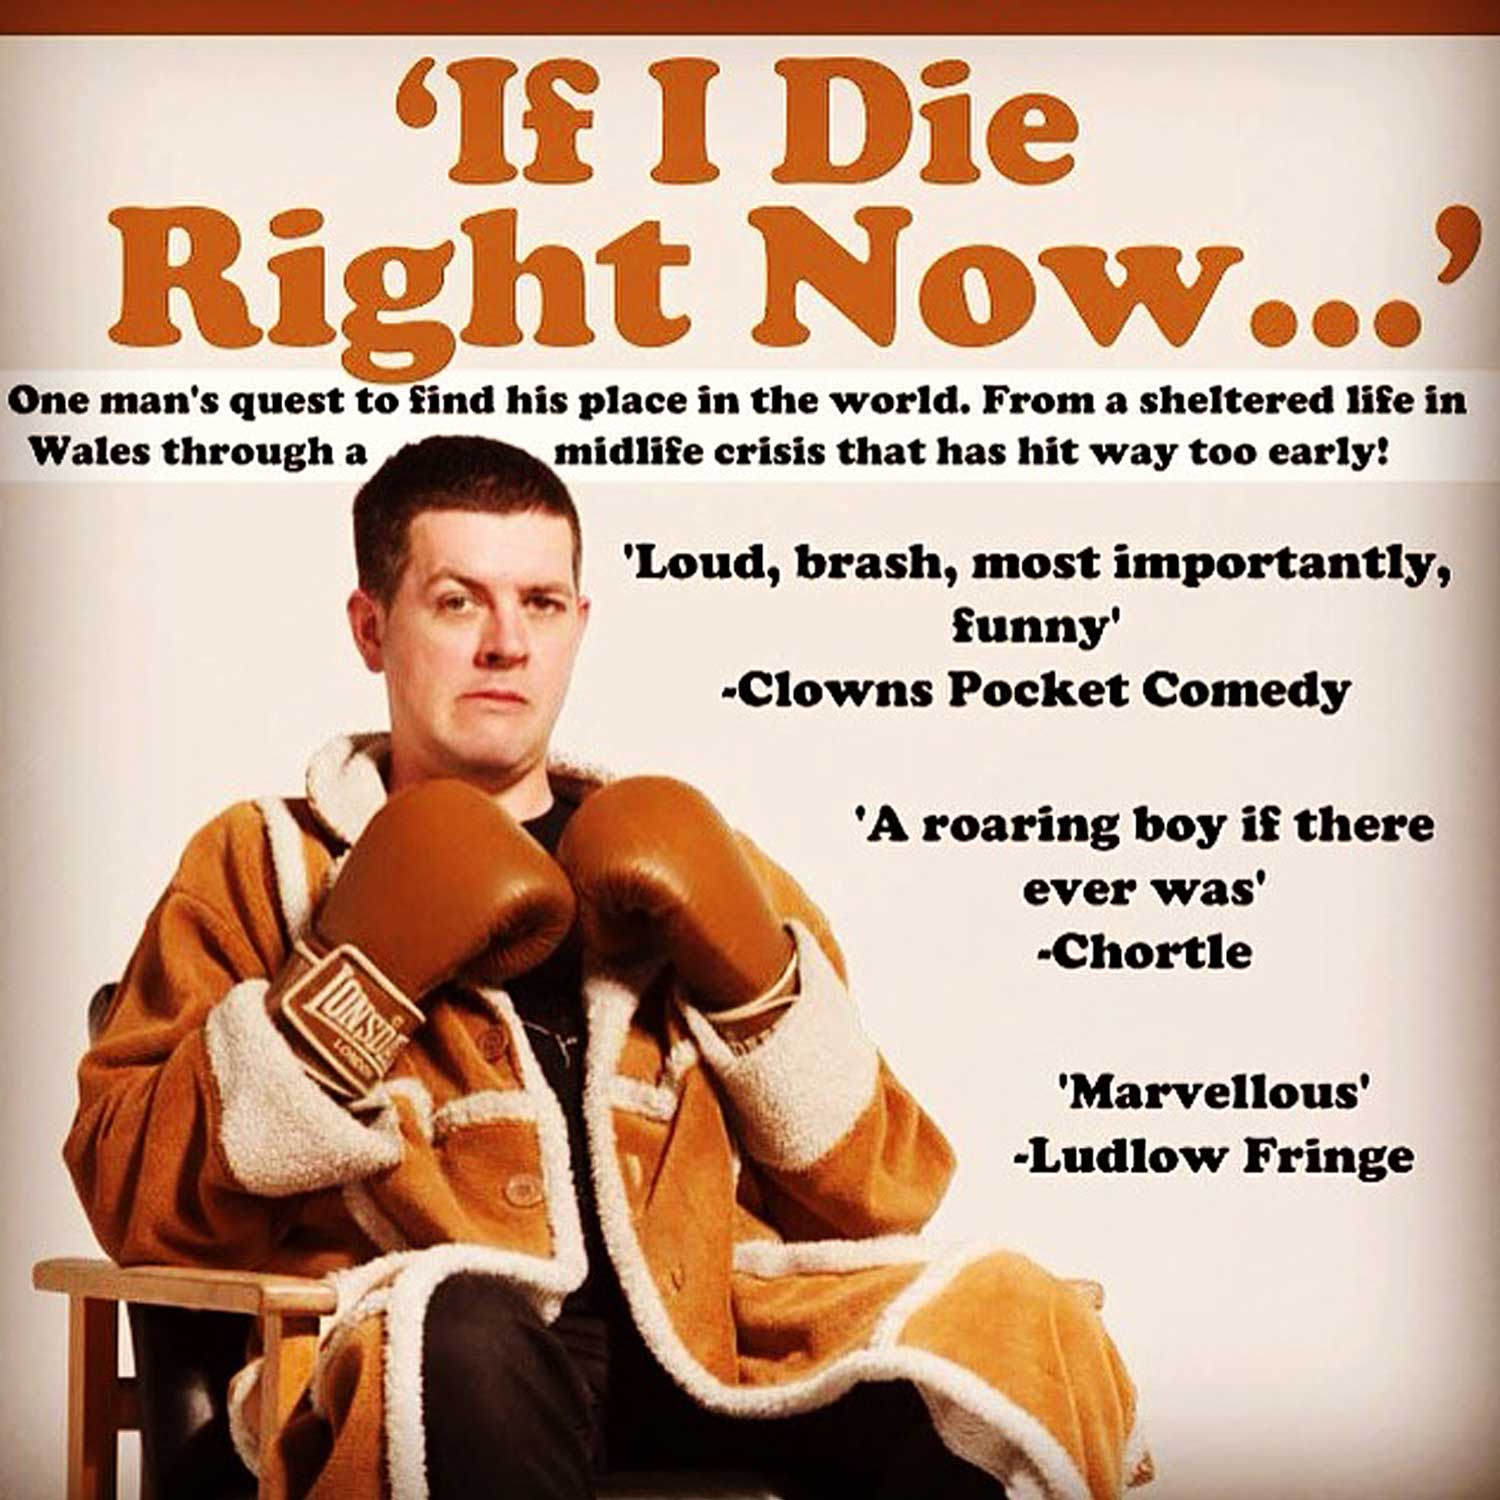 ‘If I Die
Right Now...’
One man's quest to find his place in the world. From a sheltered life in
Wales through a midlife crisis that has hit way too early!
'Loud, brash, most importantly,
funny'
-Clowns Pocket Comedy
'A roaring boy if there
ever was'
-Chortle
'Marvellous'
-Ludlow Fringe
LONSD
LONDON